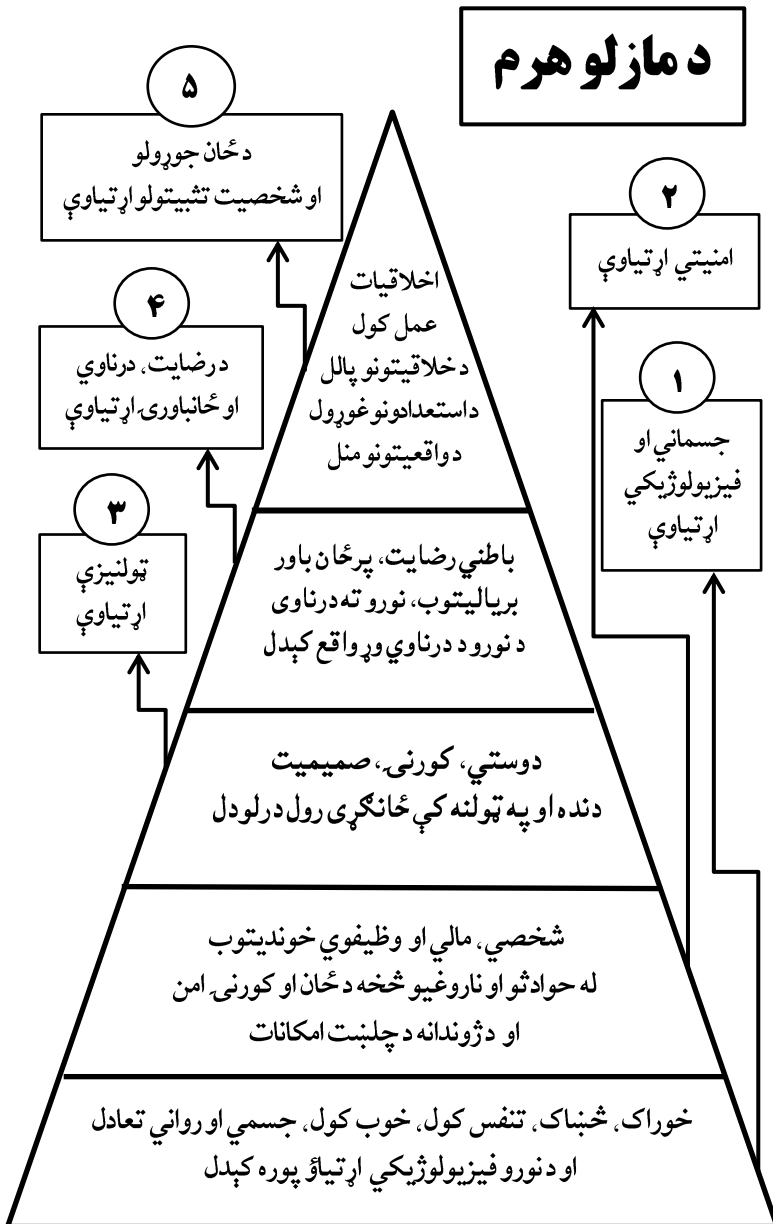 د مازلو هرم
۵
د ځان جوړولو
او شخصیت تثبیتولو اړتیاوې
۲
امنیتي اړتیاوې
۴
د رضایت، درناوي
او ځانباورۍ اړتیاوې
۱
جسماني او
فیزیولوژیکي
اړتیاوې
۳
ټولنیزې
اړتیاوې
اخلاقیات
عمل کول
د خلاقیتونو پالل
د استعدادونو غوړول
د واقعیتونو منل
باطني رضایت، پر ځان باور
بریالیتوب، نورو ته درناوی
د نورو د درناوي وړ واقع کېدل
دوستي، کورنۍ، صمیمیت
دنده او په ټولنه کې ځانګړی رول درلودل
شخصي، مالي او وظیفوي خوندیتوب
له حوادثو او ناروغیو څخه د ځان او کورنۍ امن
او د ژوندانه د چلښت امکانات
خوراک، څښاک، تنفس کول، خوب کول، جسمي او رواني تعادل
او د نورو فیزیولوژیکي اړتیاؤ پوره کېدل